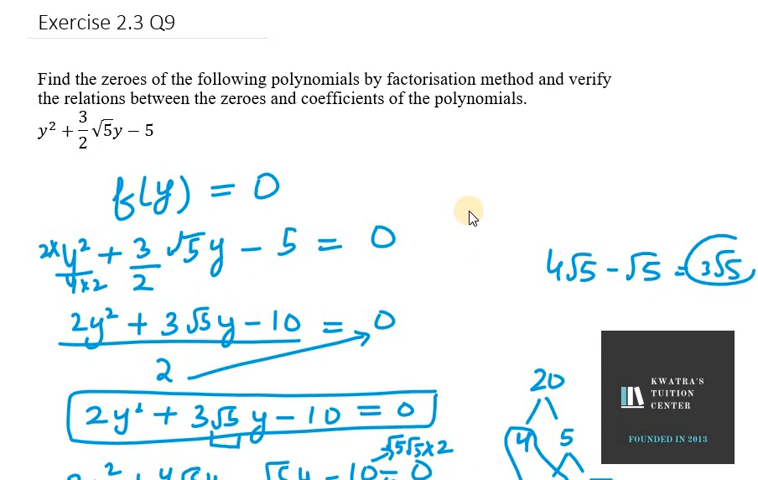 Exercise 2.3 Q9
Find the zeroes of the following polynomials by factorisation method and verify
the relations between the zeroes and coefficients of the polynomials.
y² + 3/2 √5y − 5
f(y) = 0
2×y²/1×2 + 3/2 √5y − 5 = 0
4√5 − √5 = 3√5
2y² + 3√5y − 10 / 2 = 0
20
4 5
2y² + 3√5y − 10 = 0
√5√5×2
KWATRA'S
TUITION
CENTER
FOUNDED IN 2013